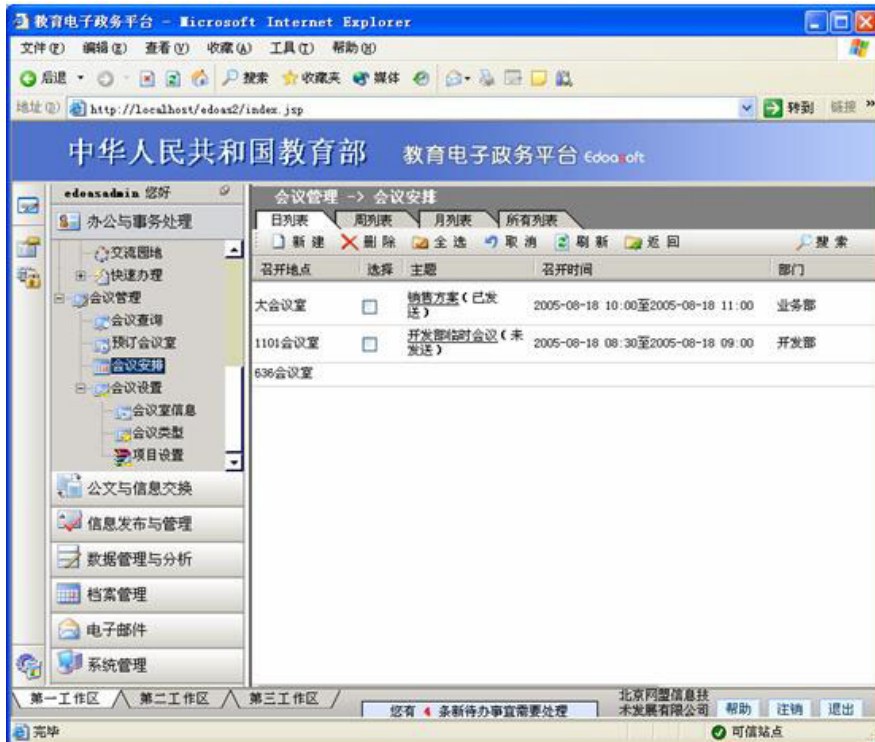 教育电子政务平台 - Microsoft Internet Explorer
文件(F) 编辑(E) 查看(V) 收藏(A) 工具(T) 帮助(H)
后退 搜索 收藏夹 媒体
地址(D) http://localhost/edoas2/index.jsp 转到 链接 »
中华人民共和国教育部 教育电子政务平台 Edoasoft
edoasadmin 您好
会议管理 -> 会议安排
办公与事务处理
日列表 周列表 月列表 所有列表
新建 删除 全选 取消 刷新 返回 搜索
交流园地
快速办理
会议管理
会议查询
预订会议室
会议安排
会议设置
会议室信息
会议类型
项目设置
召开地点 选择 主题 召开时间 部门
大会议室 销售方案(已发送) 2005-08-18 10:00至2005-08-18 11:00 业务部
1101会议室 开发部临时会议(未发送) 2005-08-18 08:30至2005-08-18 09:00 开发部
636会议室
公文与信息交换
信息发布与管理
数据管理与分析
档案管理
电子邮件
系统管理
第一工作区 第二工作区 第三工作区
您有 4 条新待办事宜需要处理
北京网盟信息技术发展有限公司
帮助 注销 退出
完毕 可信站点